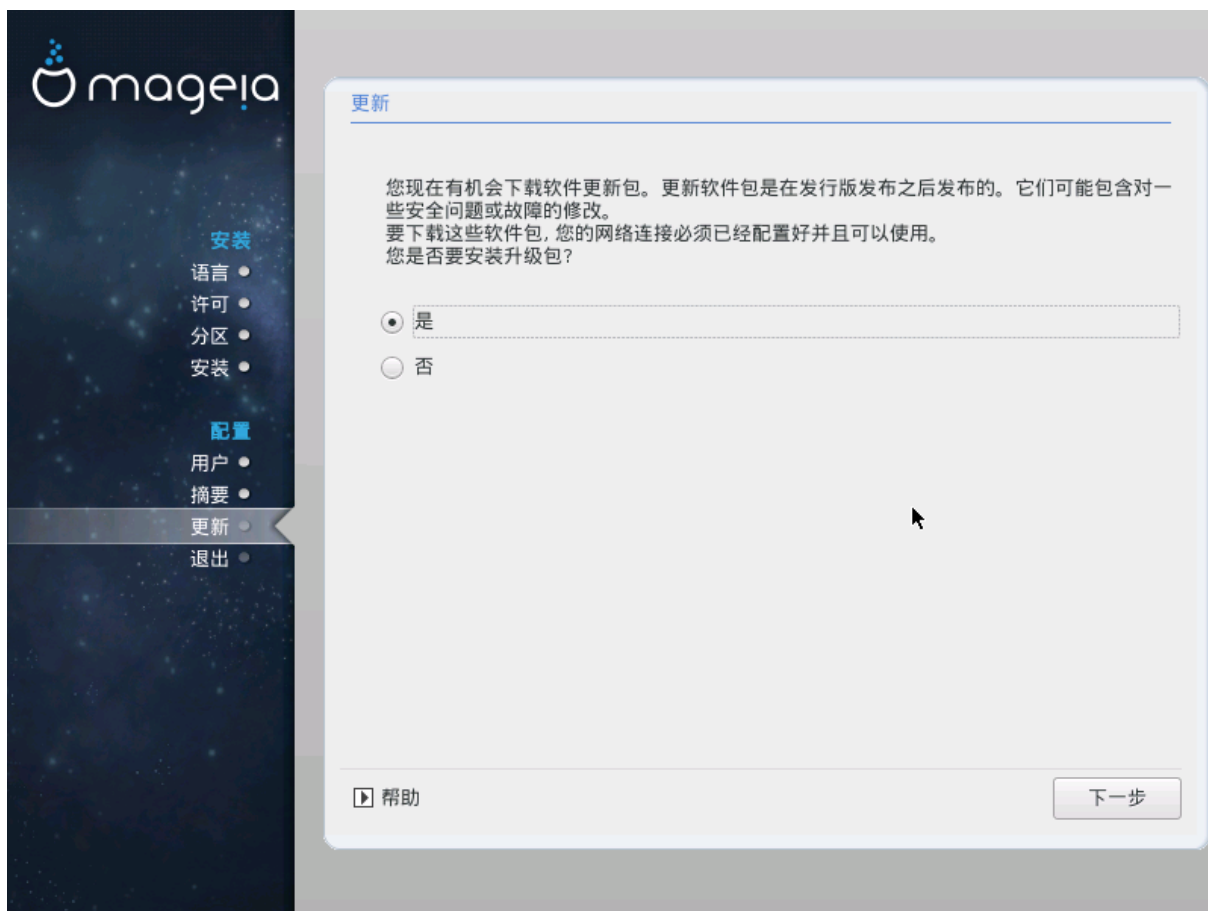 mageia
安装
语言
许可
分区
安装
配置
用户
摘要
更新
退出
更新
您现在有机会下载软件更新包。更新软件包是在发行版发布之后发布的。它们可能包含对一
些安全问题或故障的修改。
要下载这些软件包, 您的网络连接必须已经配置好并且可以使用。
您是否要安装升级包?
是
否
帮助
下一步